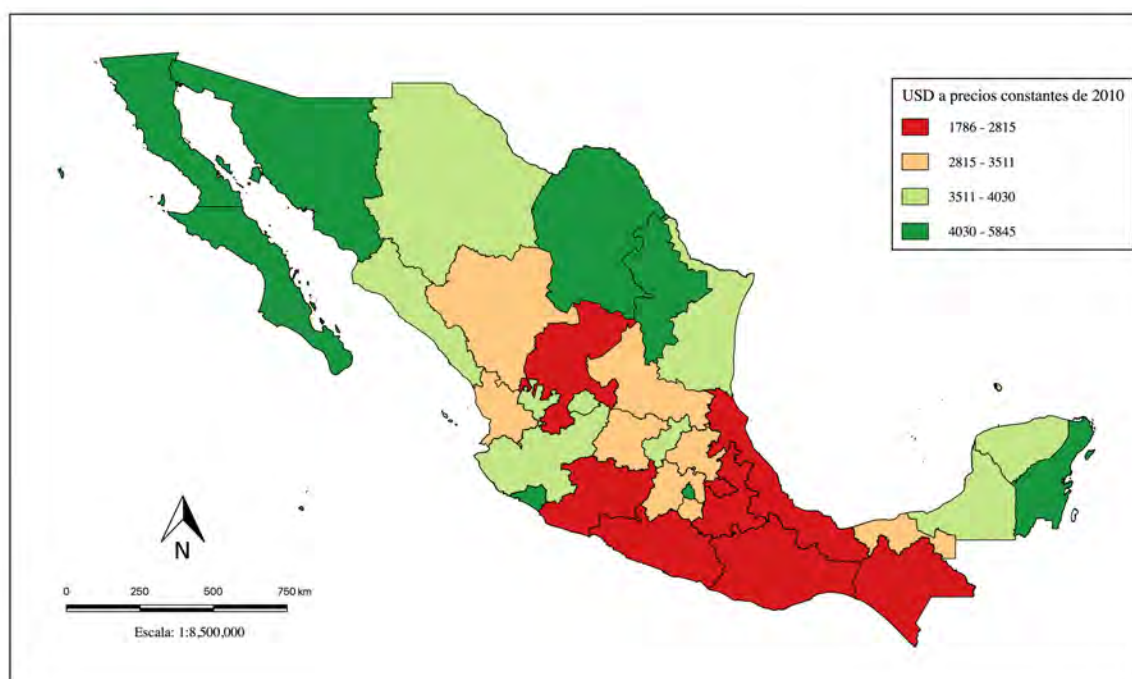 USD a precios constantes de 2010
1786 - 2815
2815 - 3511
3511 - 4030
4030 - 5845
N
0 250 500 750 km
Escala: 1:8,500,000